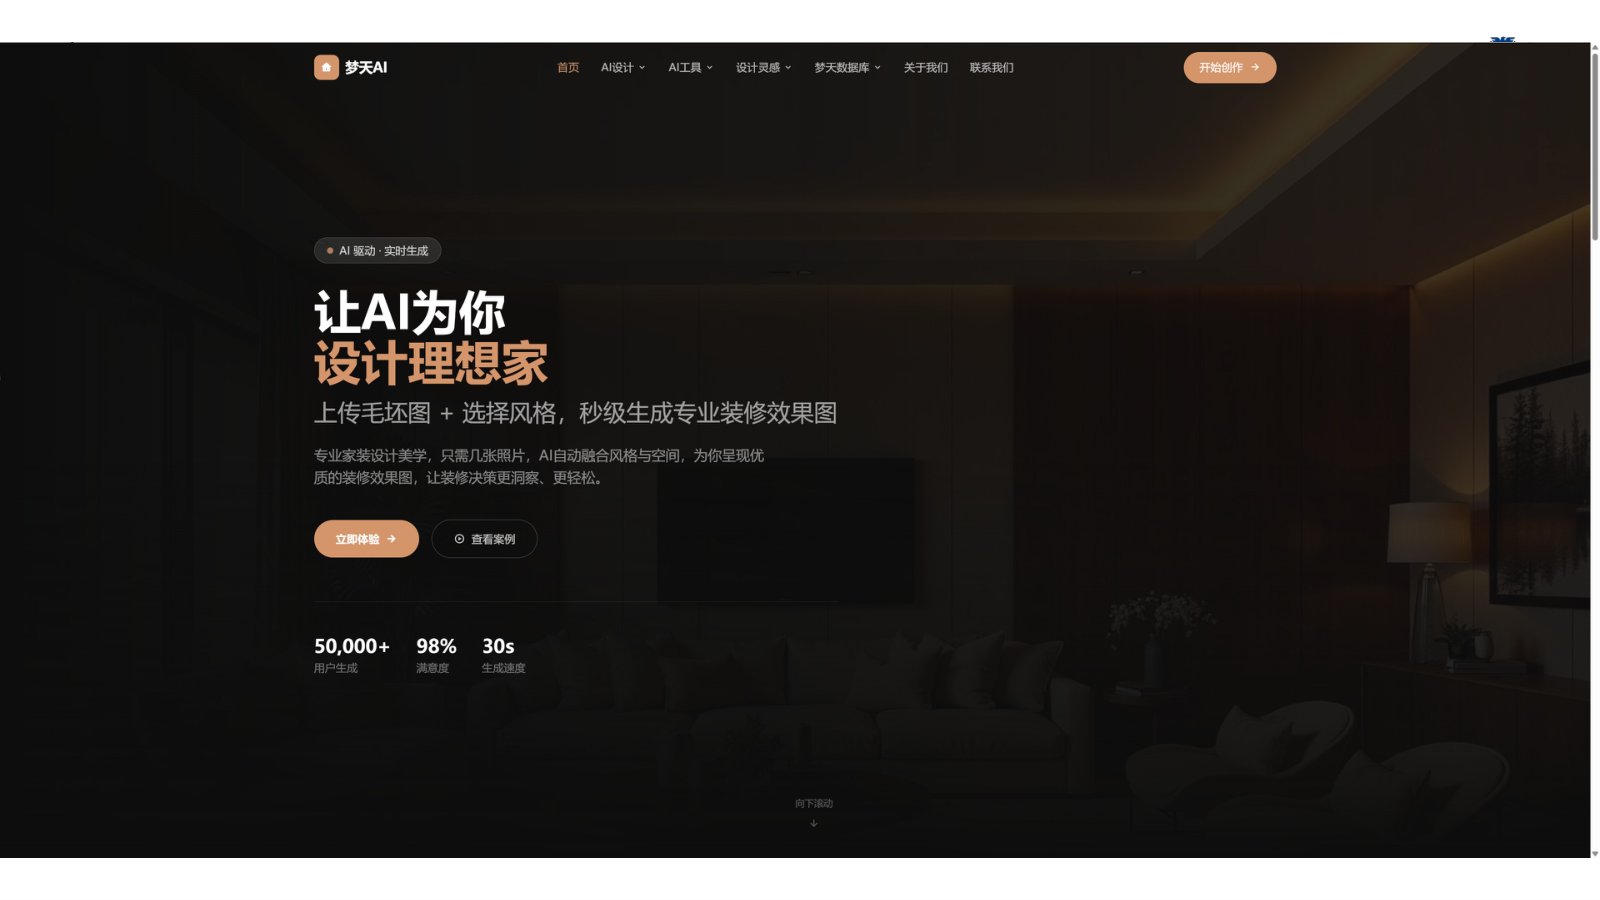 梦天AI
首页 AI设计 AI工具 设计灵感 梦天数据库 关于我们 联系我们
开始创作 →
AI 驱动 · 实时生成
让AI为你
设计理想家
上传毛坯图 + 选择风格，秒级生成专业装修效果图
专业家装设计美学，只需几张照片，AI自动融合风格与空间，为你呈现优
质的装修效果图，让装修决策更洞察、更轻松。
立即体验 →
查看案例
50,000+ 98% 30s
用户生成 满意度 生成速度
向下滚动